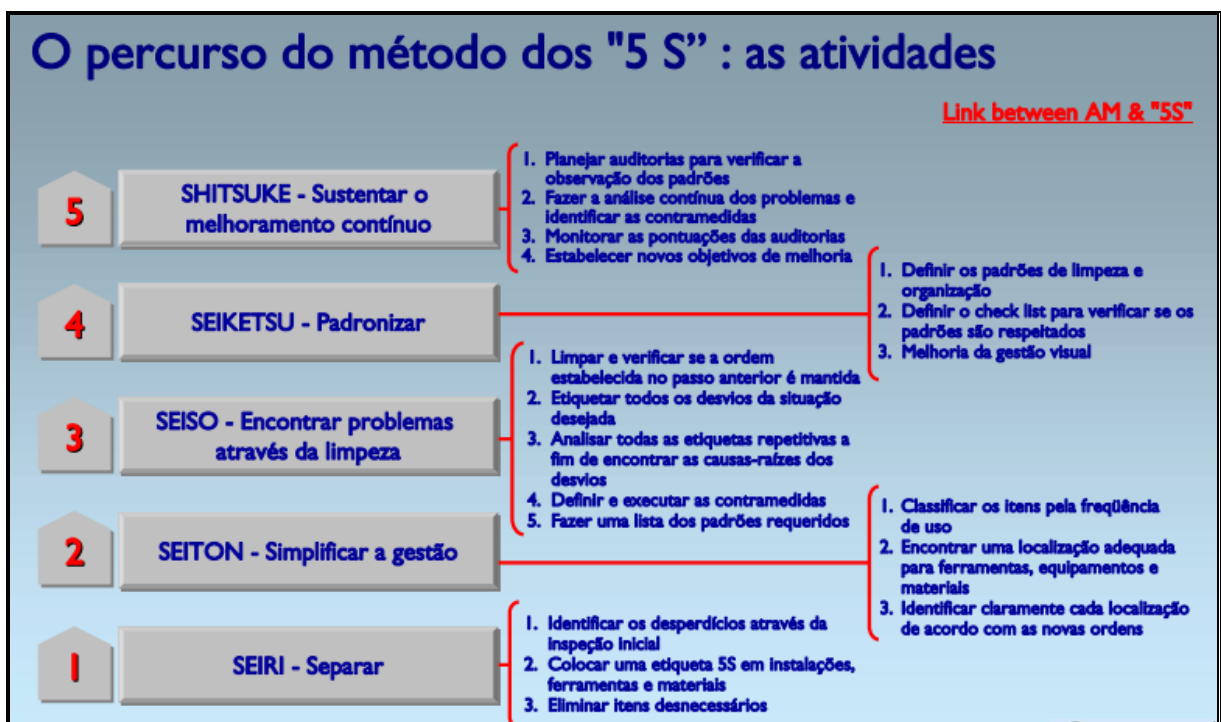 O percurso do método dos "5 S” : as atividades
Link between AM & "5S"
5
SHITSUKE - Sustentar o
melhoramento contínuo
1. Planejar auditorias para verificar a
observação dos padrões
2. Fazer a análise contínua dos problemas e
identificar as contramedidas
3. Monitorar as pontuações das auditorias
4. Estabelecer novos objetivos de melhoria
4
SEIKETSU - Padronizar
1. Definir os padrões de limpeza e
organização
2. Definir o check list para verificar se os
padrões são respeitados
3. Melhoria da gestão visual
3
SEISO - Encontrar problemas
através da limpeza
1. Limpar e verificar se a ordem
estabelecida no passo anterior é mantida
2. Etiquetar todos os desvios da situação
desejada
3. Analisar todas as etiquetas repetitivas a
fim de encontrar as causas-raízes dos
desvios
4. Definir e executar as contramedidas
5. Fazer uma lista dos padrões requeridos
2
SEITON - Simplificar a gestão
1. Classificar os itens pela freqüência
de uso
2. Encontrar uma localização adequada
para ferramentas, equipamentos e
materiais
3. Identificar claramente cada localização
de acordo com as novas ordens
1
SEIRI - Separar
1. Identificar os desperdícios através da
inspeção inicial
2. Colocar uma etiqueta 5S em instalações,
ferramentas e materiais
3. Eliminar itens desnecessários